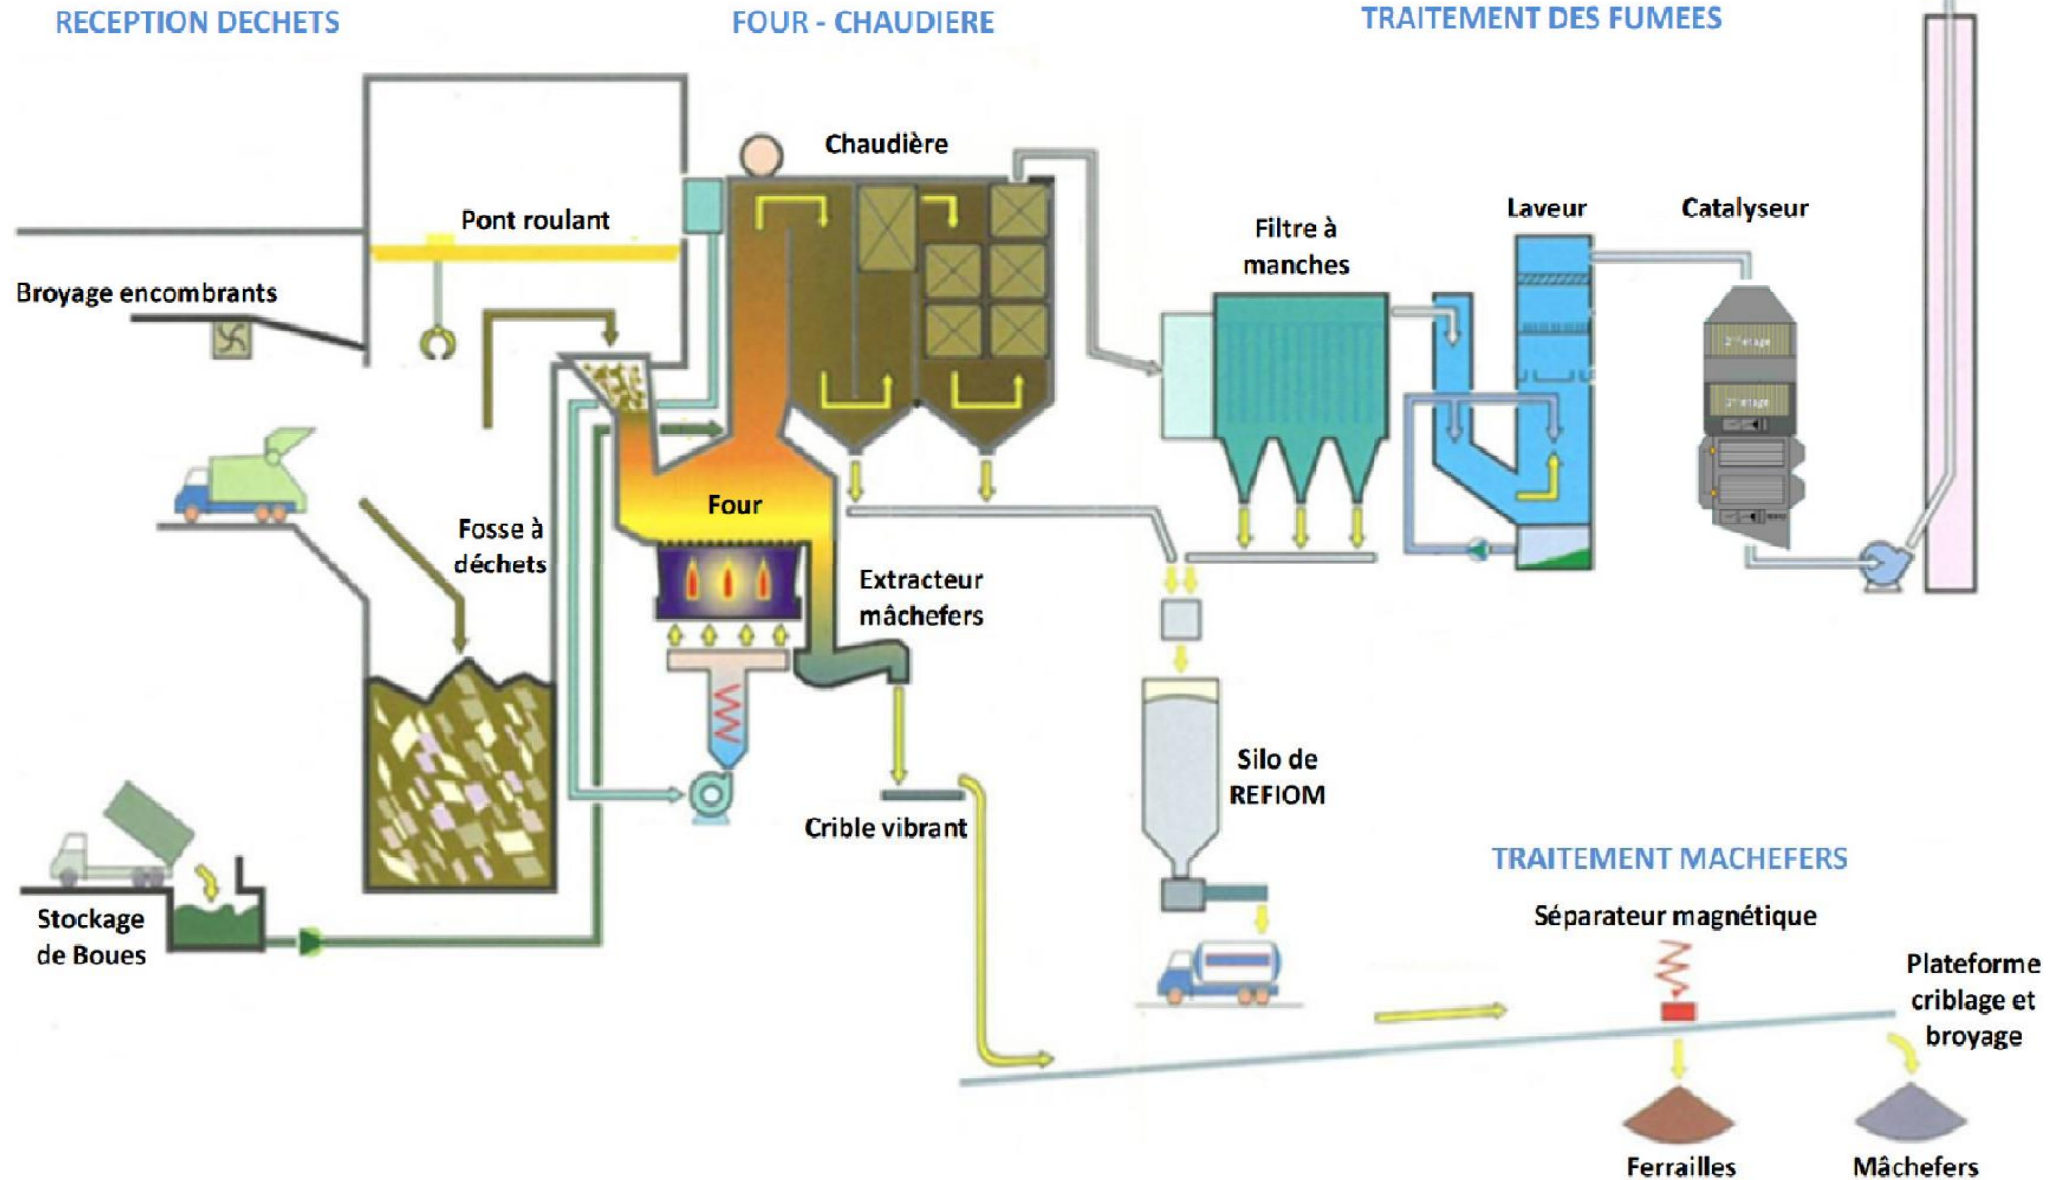 RECEPTION DECHETS
FOUR - CHAUDIERE
TRAITEMENT DES FUMEES
Chaudière
Pont roulant
Laveur
Catalyseur
Filtre à
manches
Broyage encombrants
Four
Fosse à
déchets
Extracteur
mâchefers
Silo de
REFIOM
Crible vibrant
TRAITEMENT MACHEFERS
Stockage
de Boues
Séparateur magnétique
Plateforme
criblage et
broyage
Ferrailles
Mâchefers